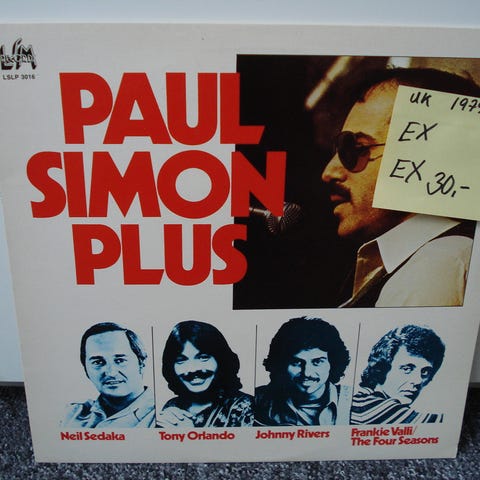 LSLP 3016
PAUL
SIMON
PLUS
UK 1975
EX
EX 30,-
Neil Sedaka
Tony Orlando
Johnny Rivers
Frankie Valli/
The Four Seasons